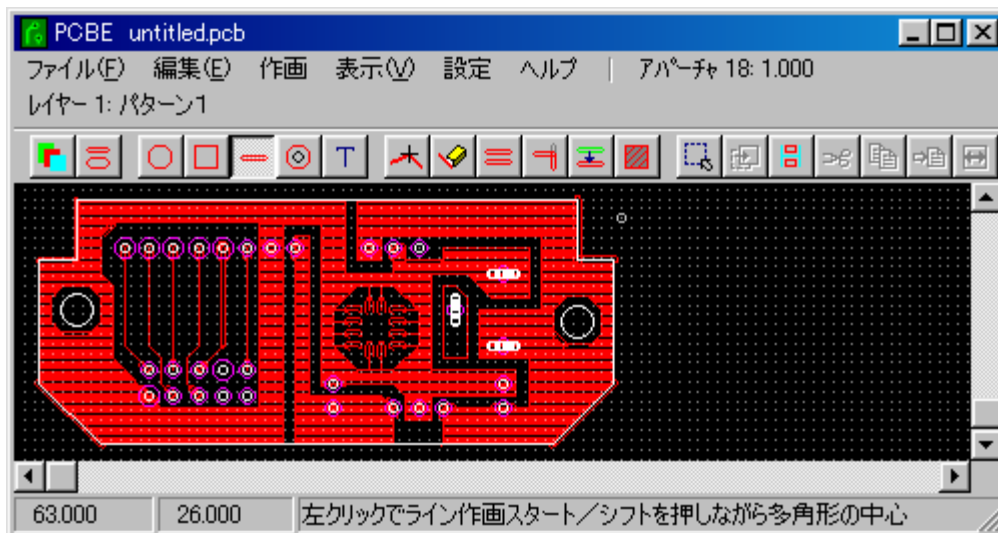 PCBE untitled.pcb
ファイル(F) 編集(E) 作画 表示(V) 設定 ヘルプ | アパーチャ 18: 1.000
レイヤー 1: パターン1
T
63.000 26.000 左クリックでライン作画スタート／シフトを押しながら多角形の中心